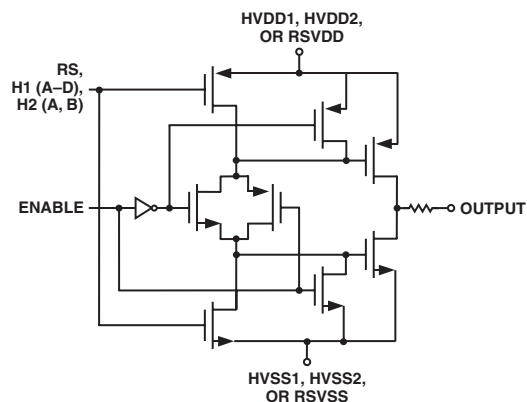 HVDD1, HVDD2,
OR RSVDD
RS,
H1 (A–D),
H2 (A, B)
ENABLE
OUTPUT
HVSS1, HVSS2,
OR RSVSS